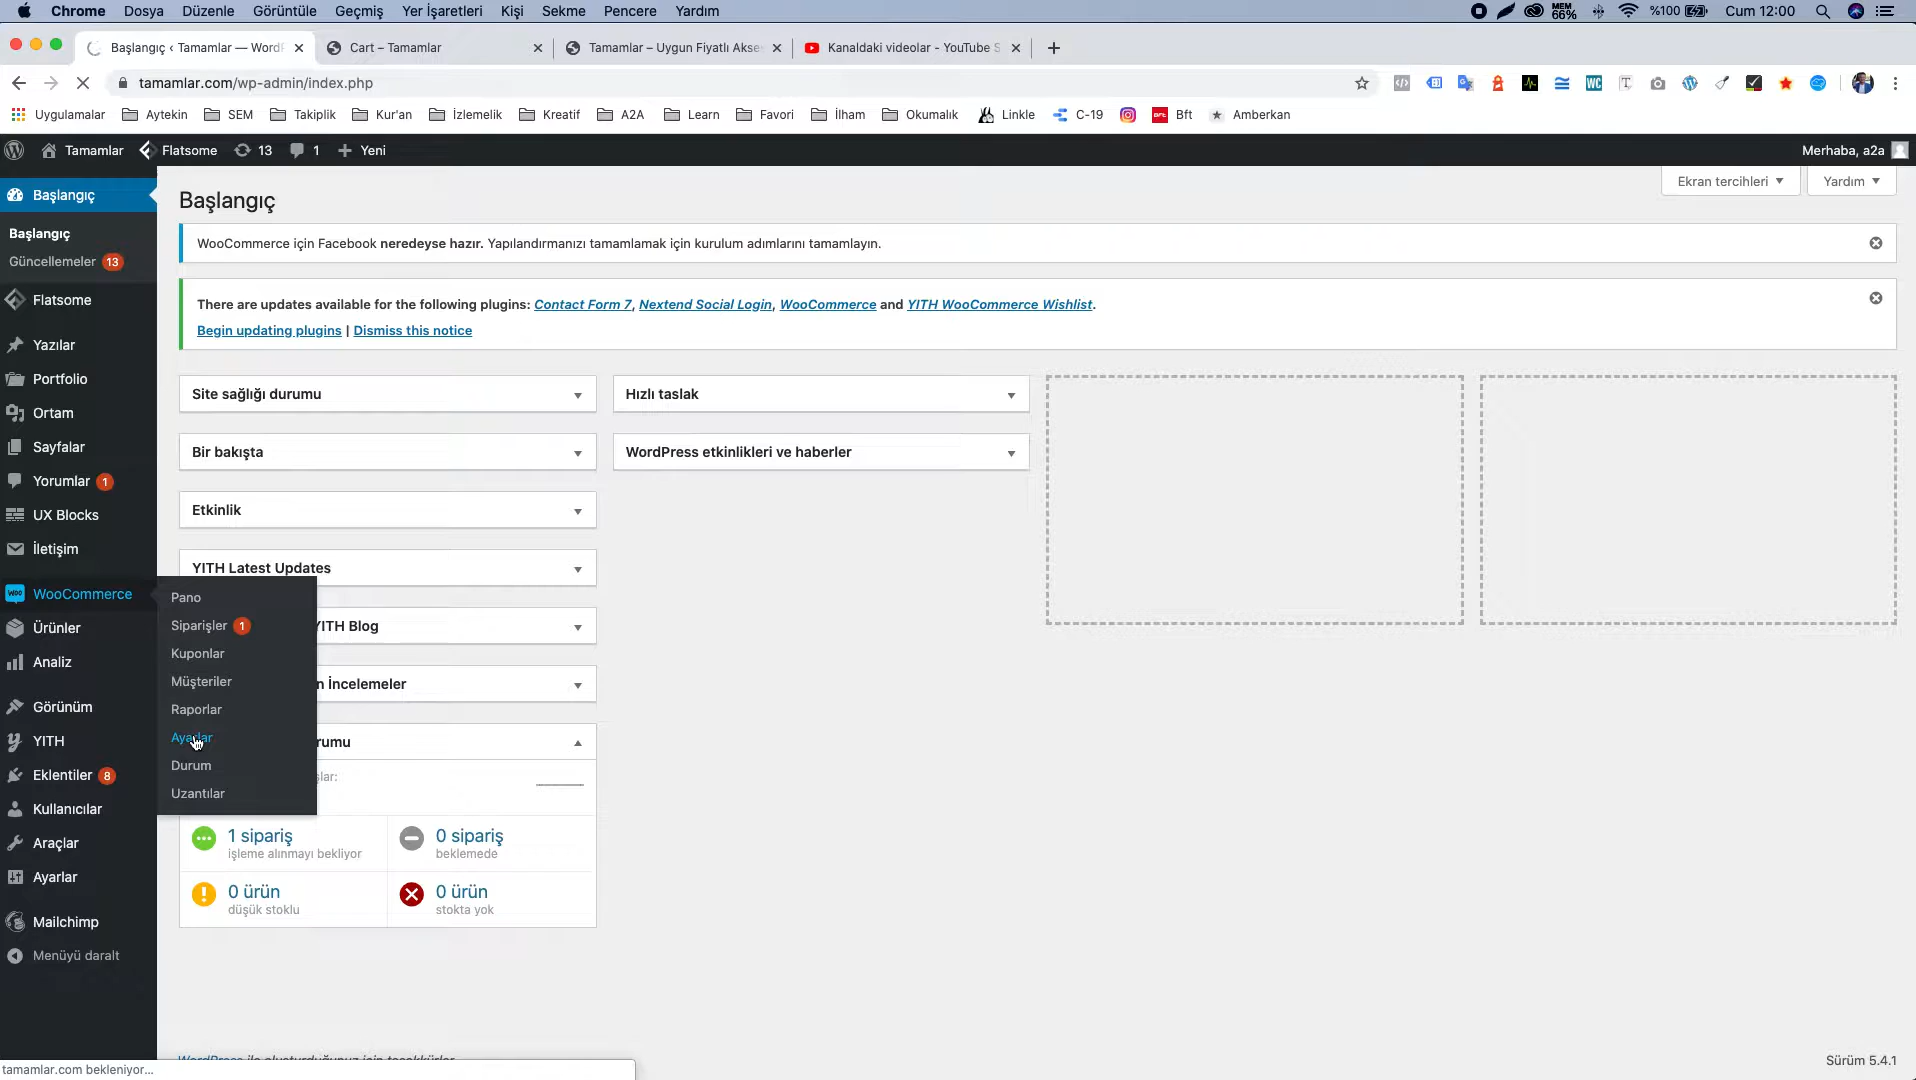 Chrome Dosya Düzenle Görüntüle Geçmiş Yer İşaretleri Kişi Sekme Pencere Yardım MEM 66% %100 Cum 12:00
Başlangıç ‹ Tamamlar — WordP Cart – Tamamlar Tamamlar – Uygun Fiyatlı Akse Kanaldaki videolar - YouTube S
tamamlar.com/wp-admin/index.php
Uygulamalar Aytekin SEM Takiplik Kur'an İzlemelik Kreatif A2A Learn Favori İlham Okumalık Linkle C-19 Bft Amberkan
Tamamlar Flatsome 13 1 Yeni Merhaba, a2a
Ekran tercihleri Yardım
Başlangıç
Başlangıç
Güncellemeler 13
Flatsome
Yazılar
Portfolio
Ortam
Sayfalar
Yorumlar 1
UX Blocks
İletişim
WooCommerce
Ürünler
Analiz
Görünüm
YITH
Eklentiler 8
Kullanıcılar
Araçlar
Ayarlar
Mailchimp
Menüyü daralt
Pano
Siparişler 1
Kuponlar
Müşteriler
Raporlar
Ayarlar
Durum
Uzantılar
Başlangıç
WooCommerce için Facebook neredeyse hazır. Yapılandırmanızı tamamlamak için kurulum adımlarını tamamlayın.
There are updates available for the following plugins: Contact Form 7, Nextend Social Login, WooCommerce and YITH WooCommerce Wishlist.
Begin updating plugins | Dismiss this notice
Site sağlığı durumu
Bir bakışta
Etkinlik
YITH Latest Updates
YITH Blog
n İncelemeler
rumu
şlar:
1 sipariş
işleme alınmayı bekliyor
0 sipariş
beklemede
0 ürün
düşük stoklu
0 ürün
stokta yok
Hızlı taslak
WordPress etkinlikleri ve haberler
WordPress ile oluşturduğunuz için teşekkürler
Sürüm 5.4.1
tamamlar.com bekleniyor...